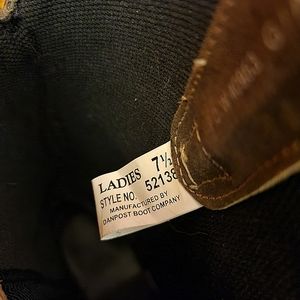 LADIES 7½
STYLE NO. 52138
MANUFACTURED BY
DANPOST BOOT COMPANY